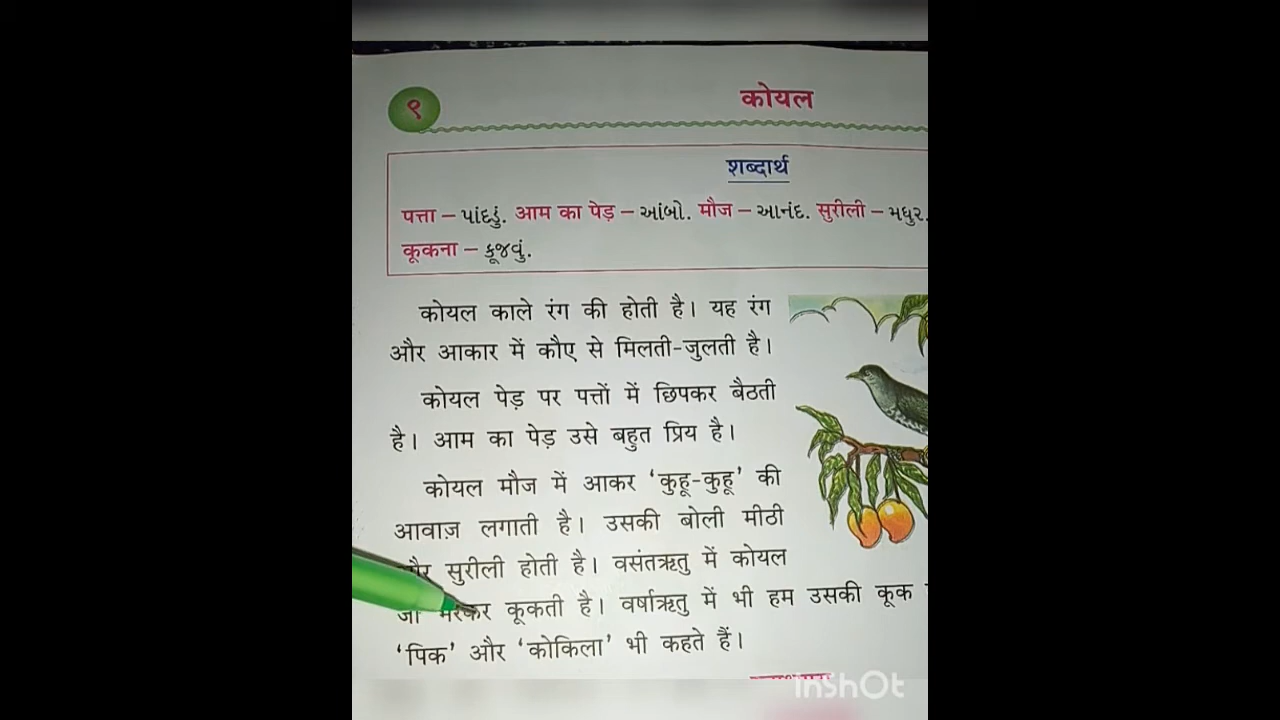 ९
कोयल
शब्दार्थ
पत्ता – પાંદડું. आम का पेड़ – આંબો. मौज – આનંદ. सुरीली – મધુર.
कूकना – કૂજવું.
कोयल काले रंग की होती है। यह रंग
और आकार में कौए से मिलती-जुलती है।
कोयल पेड़ पर पत्तों में छिपकर बैठती
है। आम का पेड़ उसे बहुत प्रिय है।
कोयल मौज में आकर ‘कुहू-कुहू’ की
आवाज़ लगाती है। उसकी बोली मीठी
और सुरीली होती है। वसंतऋतु में कोयल
जी भरकर कूकती है। वर्षाऋतु में भी हम उसकी कूक
‘पिक’ और ‘कोकिला’ भी कहते हैं।
InshOt